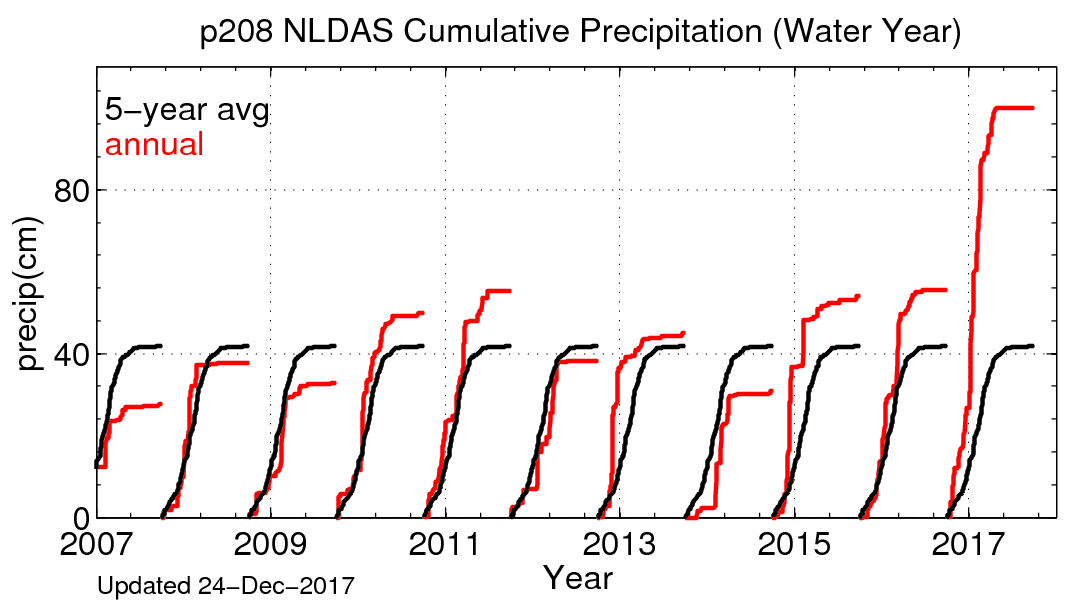 p208 NLDAS Cumulative Precipitation (Water Year)
5−year avg
annual
80
40
0
precip(cm)
2007 2009 2011 2013 2015 2017
Year
Updated 24−Dec−2017